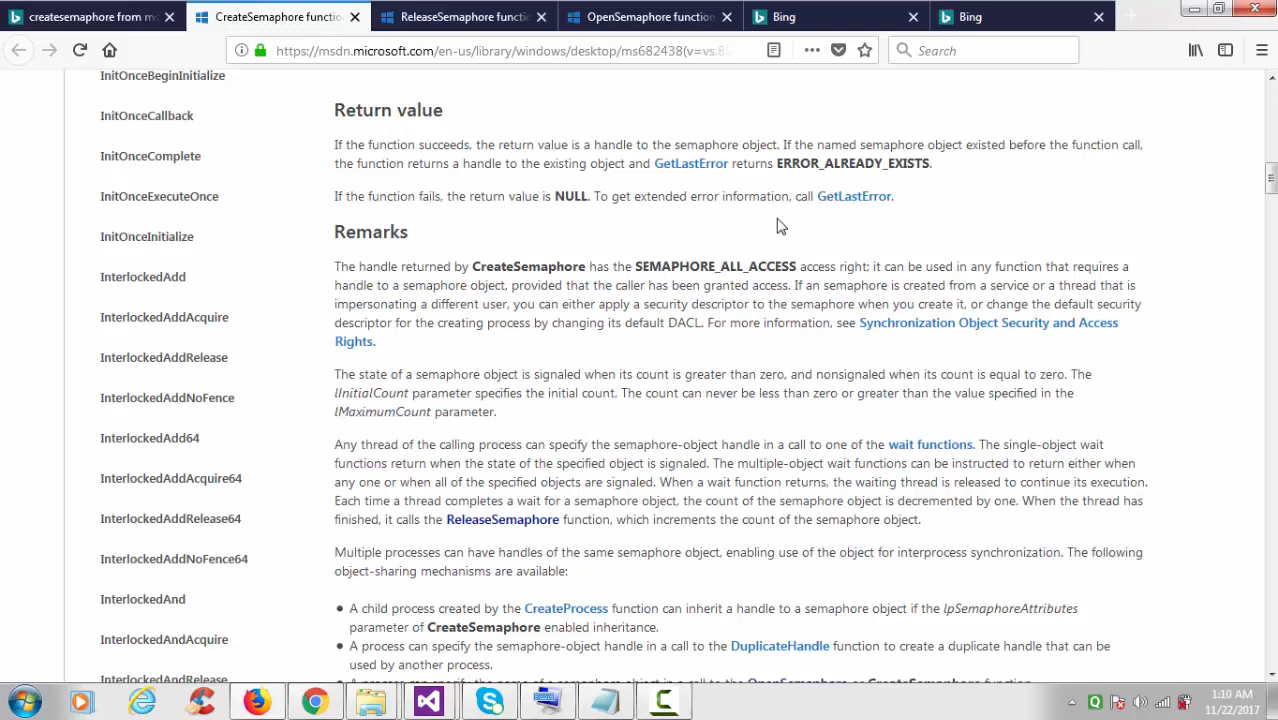 createsemaphore from ms
CreateSemaphore functio
ReleaseSemaphore functi
OpenSemaphore function
Bing
Bing
https://msdn.microsoft.com/en-us/library/windows/desktop/ms682438(v=vs.8
Search
InitOnceBeginInitialize
InitOnceCallback
InitOnceComplete
InitOnceExecuteOnce
InitOnceInitialize
InterlockedAdd
InterlockedAddAcquire
InterlockedAddRelease
InterlockedAddNoFence
InterlockedAdd64
InterlockedAddAcquire64
InterlockedAddRelease64
InterlockedAddNoFence64
InterlockedAnd
InterlockedAndAcquire
InterlockedAndRelease
Return value
If the function succeeds, the return value is a handle to the semaphore object. If the named semaphore object existed before the function call,
the function returns a handle to the existing object and GetLastError returns ERROR_ALREADY_EXISTS.
If the function fails, the return value is NULL. To get extended error information, call GetLastError.
Remarks
The handle returned by CreateSemaphore has the SEMAPHORE_ALL_ACCESS access right; it can be used in any function that requires a
handle to a semaphore object, provided that the caller has been granted access. If an semaphore is created from a service or a thread that is
impersonating a different user, you can either apply a security descriptor to the semaphore when you create it, or change the default security
descriptor for the creating process by changing its default DACL. For more information, see Synchronization Object Security and Access
Rights.
The state of a semaphore object is signaled when its count is greater than zero, and nonsignaled when its count is equal to zero. The
lInitialCount parameter specifies the initial count. The count can never be less than zero or greater than the value specified in the
lMaximumCount parameter.
Any thread of the calling process can specify the semaphore-object handle in a call to one of the wait functions. The single-object wait
functions return when the state of the specified object is signaled. The multiple-object wait functions can be instructed to return either when
any one or when all of the specified objects are signaled. When a wait function returns, the waiting thread is released to continue its execution.
Each time a thread completes a wait for a semaphore object, the count of the semaphore object is decremented by one. When the thread has
finished, it calls the ReleaseSemaphore function, which increments the count of the semaphore object.
Multiple processes can have handles of the same semaphore object, enabling use of the object for interprocess synchronization. The following
object-sharing mechanisms are available:
● A child process created by the CreateProcess function can inherit a handle to a semaphore object if the lpSemaphoreAttributes
parameter of CreateSemaphore enabled inheritance.
● A process can specify the semaphore-object handle in a call to the DuplicateHandle function to create a duplicate handle that can be
used by another process.
● A process can specify the name of a semaphore object in a call to the OpenSemaphore or CreateSemaphore function.
1:10 AM
11/22/2017